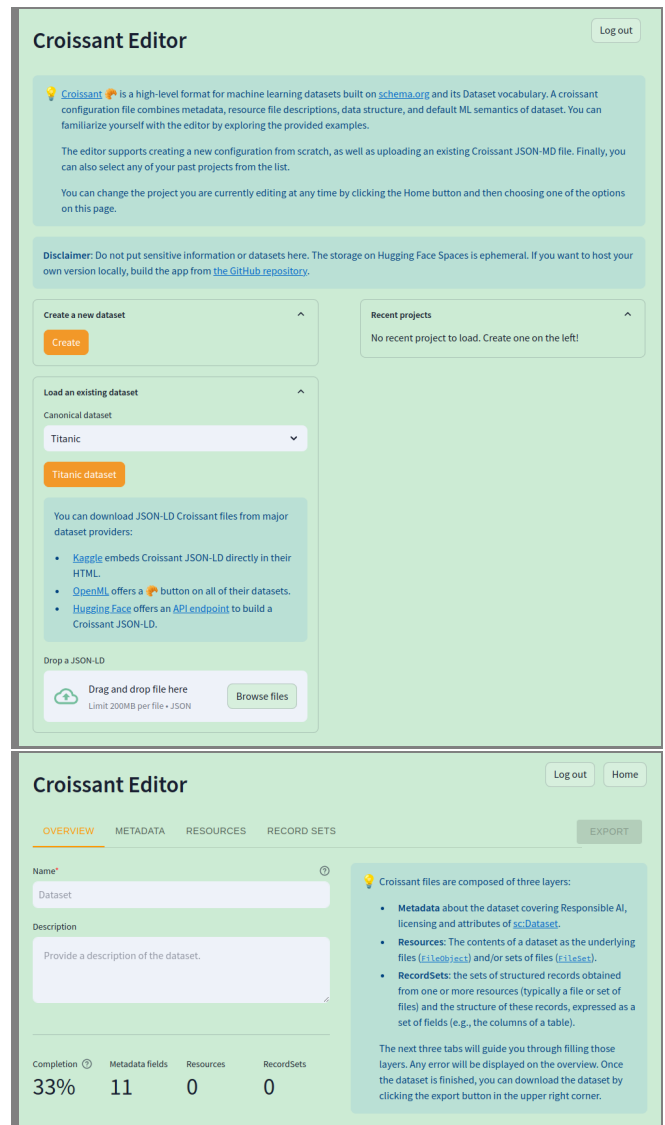 Croissant Editor
Log out
💡 Croissant 🥐 is a high-level format for machine learning datasets built on schema.org and its Dataset vocabulary. A croissant
configuration file combines metadata, resource file descriptions, data structure, and default ML semantics of dataset. You can
familiarize yourself with the editor by exploring the provided examples.
The editor supports creating a new configuration from scratch, as well as uploading an existing Croissant JSON-MD file. Finally, you
can also select any of your past projects from the list.
You can change the project you are currently editing at any time by clicking the Home button and then choosing one of the options
on this page.
Disclaimer: Do not put sensitive information or datasets here. The storage on Hugging Face Spaces is ephemeral. If you want to host your
own version locally, build the app from the GitHub repository.
Create a new dataset
Create
Recent projects
No recent project to load. Create one on the left!
Load an existing dataset
Canonical dataset
Titanic
Titanic dataset
You can download JSON-LD Croissant files from major
dataset providers:
• Kaggle embeds Croissant JSON-LD directly in their
HTML.
• OpenML offers a 🥐 button on all of their datasets.
• Hugging Face offers an API endpoint to build a
Croissant JSON-LD.
Drop a JSON-LD
Drag and drop file here
Limit 200MB per file • JSON
Browse files
Croissant Editor
Log out
Home
OVERVIEW
METADATA
RESOURCES
RECORD SETS
EXPORT
Name*
Dataset
Description
Provide a description of the dataset.
Completion
33%
Metadata fields
11
Resources
0
RecordSets
0
💡 Croissant files are composed of three layers:
• Metadata about the dataset covering Responsible AI,
licensing and attributes of sc:Dataset.
• Resources: The contents of a dataset as the underlying
files (FileObject) and/or sets of files (FileSet).
• RecordSets: the sets of structured records obtained
from one or more resources (typically a file or set of
files) and the structure of these records, expressed as a
set of fields (e.g., the columns of a table).
The next three tabs will guide you through filling those
layers. Any error will be displayed on the overview. Once
the dataset is finished, you can download the dataset by
clicking the export button in the upper right corner.